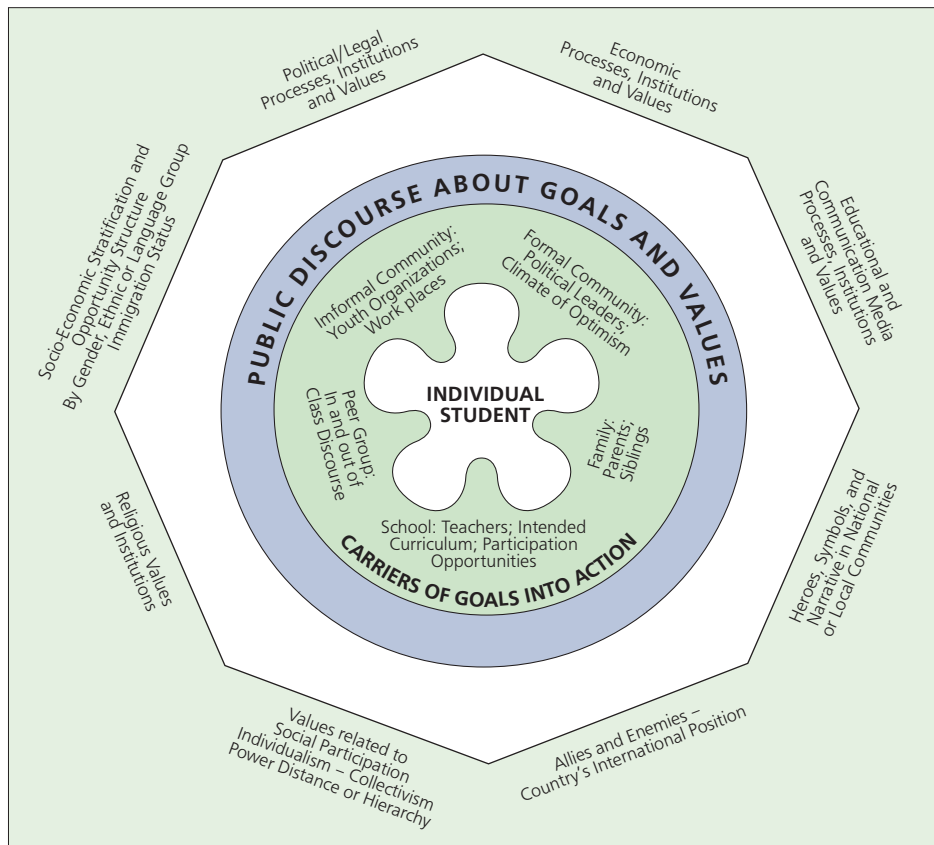 Political/Legal
Processes, Institutions
and Values
Economic
Processes, Institutions
and Values
Socio-Economic Stratification and
Opportunity Structure
By Gender, Ethnic or Language Group
Immigration Status
Educational and
Communication Media
Processes, Institutions
and Values
PUBLIC DISCOURSE ABOUT GOALS AND VALUES
Imformal Community:
Youth Organizations;
Work places
Formal Community:
Political Leaders;
Climate of Optimism
INDIVIDUAL
STUDENT
Peer Group:
In and out of
Class Discourse
Family:
Parents;
Siblings
School: Teachers; Intended
Curriculum; Participation
Opportunities
CARRIERS OF GOALS INTO ACTION
Religious Values
and Institutions
Heroes, Symbols, and
Narrative in National
or Local Communities
Values related to
Social Participation
Individualism – Collectivism
Power Distance or Hierarchy
Allies and Enemies –
Country's International Position